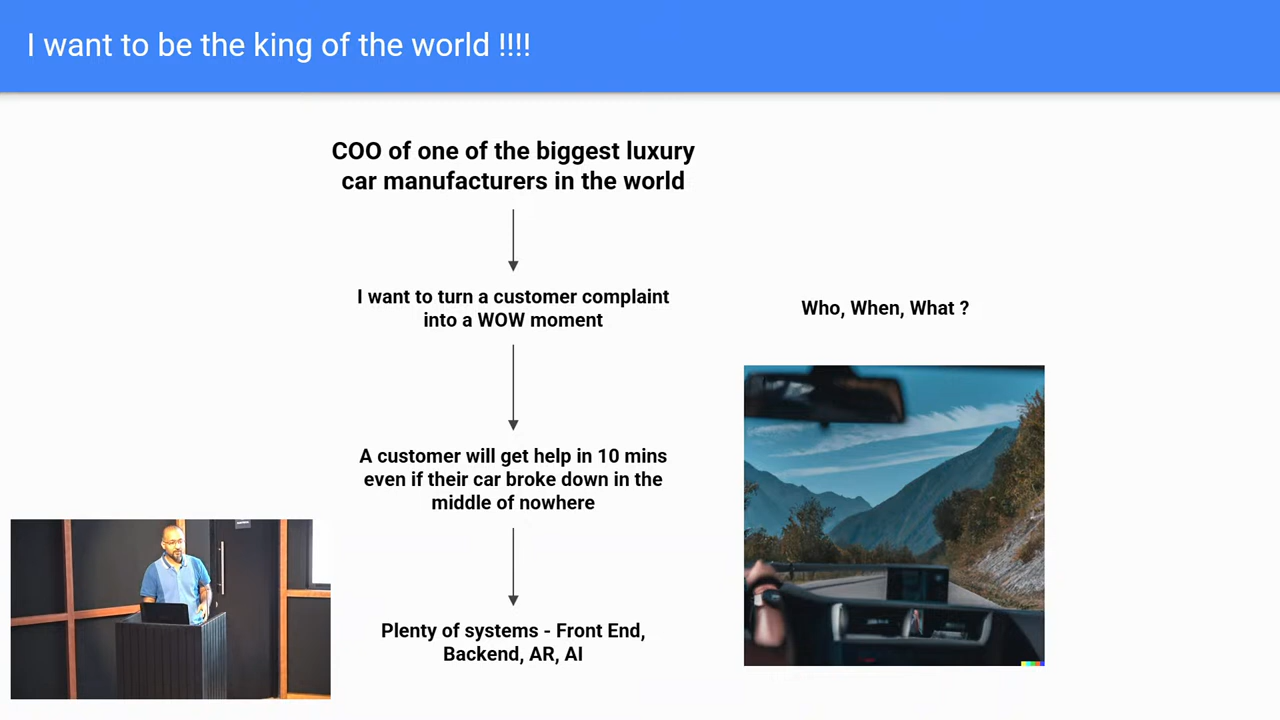 I want to be the king of the world !!!!
COO of one of the biggest luxury
car manufacturers in the world
I want to turn a customer complaint
into a WOW moment
Who, When, What ?
A customer will get help in 10 mins
even if their car broke down in the
middle of nowhere
Plenty of systems - Front End,
Backend, AR, AI